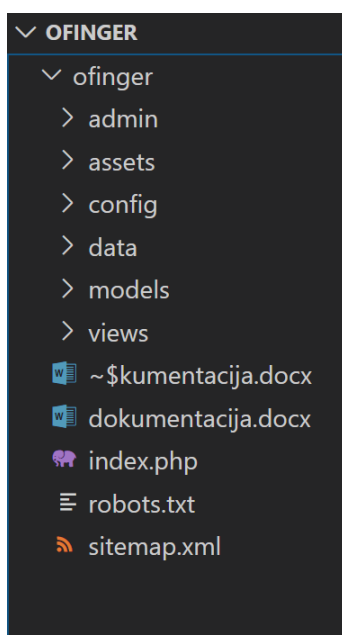 OFINGER
ofinger
admin
assets
config
data
models
views
~$kumentacija.docx
dokumentacija.docx
index.php
robots.txt
sitemap.xml